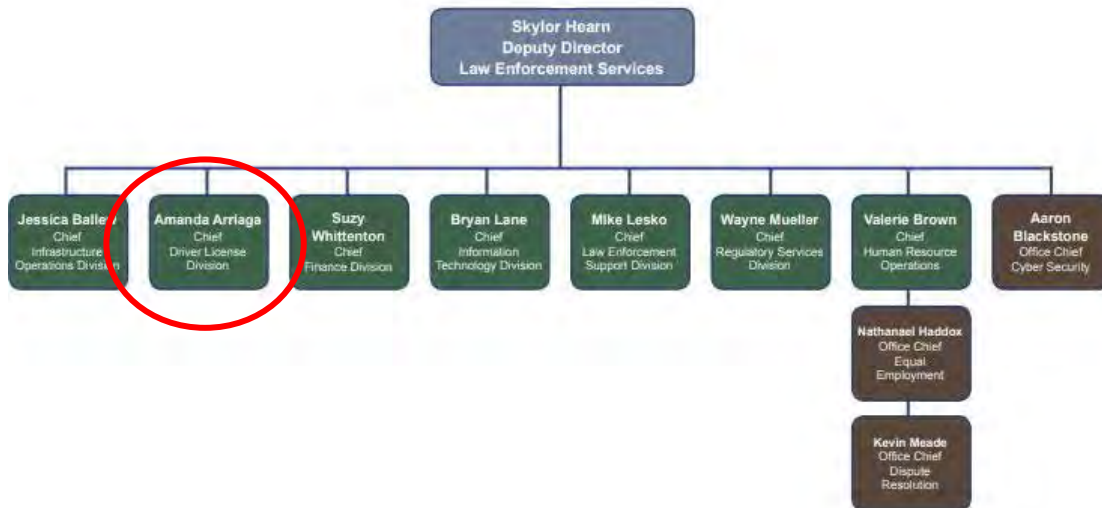 Skylor Hearn
Deputy Director
Law Enforcement Services
Jessica Ballew
Chief
Infrastructure
Operations Division
Amanda Arriaga
Chief
Driver License
Division
Suzy
Whittenton
Chief
Finance Division
Bryan Lane
Chief
Information
Technology Division
Mike Lesko
Chief
Law Enforcement
Support Division
Wayne Mueller
Chief
Regulatory Services
Division
Valerie Brown
Chief
Human Resource
Operations
Aaron
Blackstone
Office Chief
Cyber Security
Nathanael Haddox
Office Chief
Equal
Employment
Kevin Meade
Office Chief
Dispute
Resolution